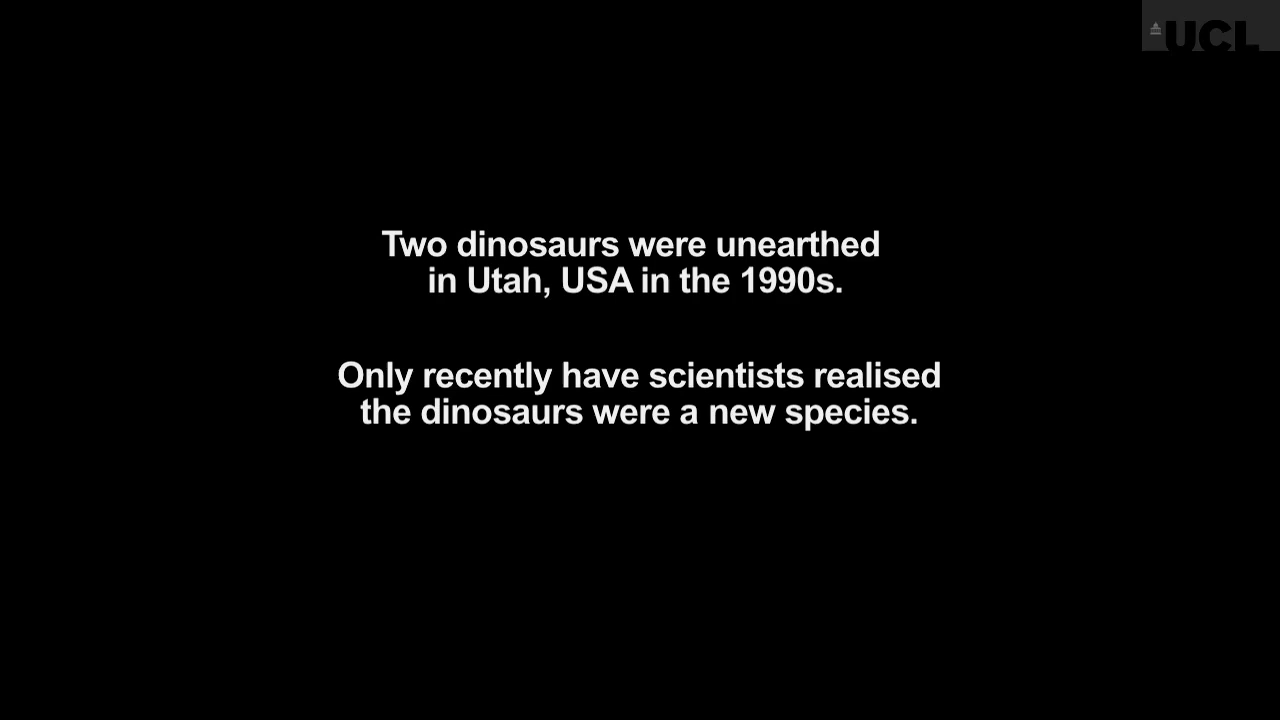 UCL
Two dinosaurs were unearthed
in Utah, USA in the 1990s.
Only recently have scientists realised
the dinosaurs were a new species.